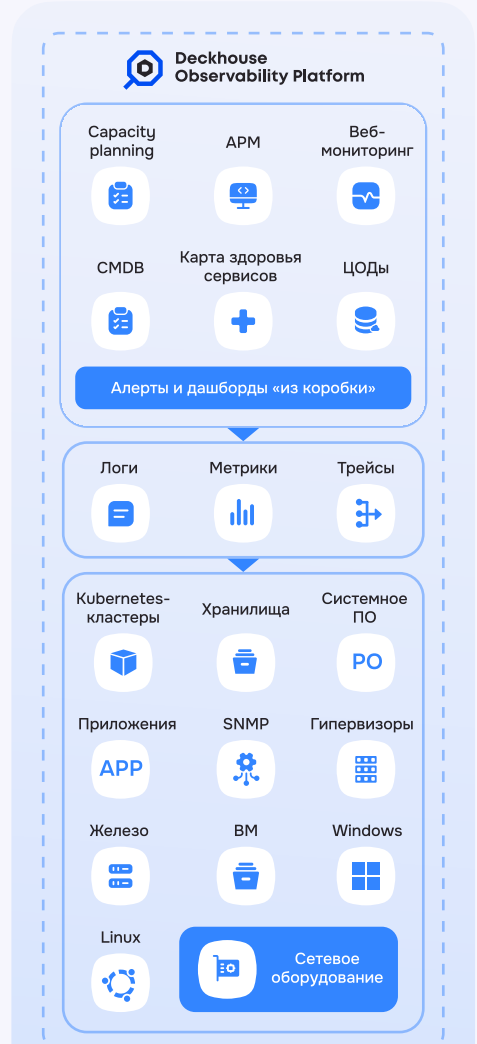 Deckhouse
Observability Platform
Capacity
planning
APM
Веб-
мониторинг
CMDB
Карта здоровья
сервисов
ЦОДы
Алерты и дашборды «из коробки»
Логи
Метрики
Трейсы
Kubernetes-
кластеры
Хранилища
Системное
ПО
PO
Приложения
SNMP
Гипервизоры
APP
Железо
ВМ
Windows
Linux
Сетевое
оборудование